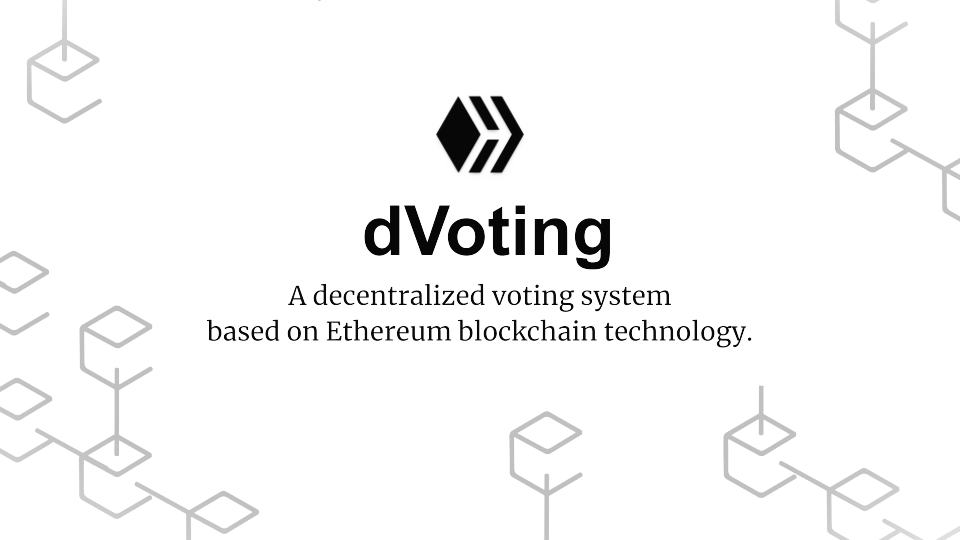 dVoting
A decentralized voting system
based on Ethereum blockchain technology.